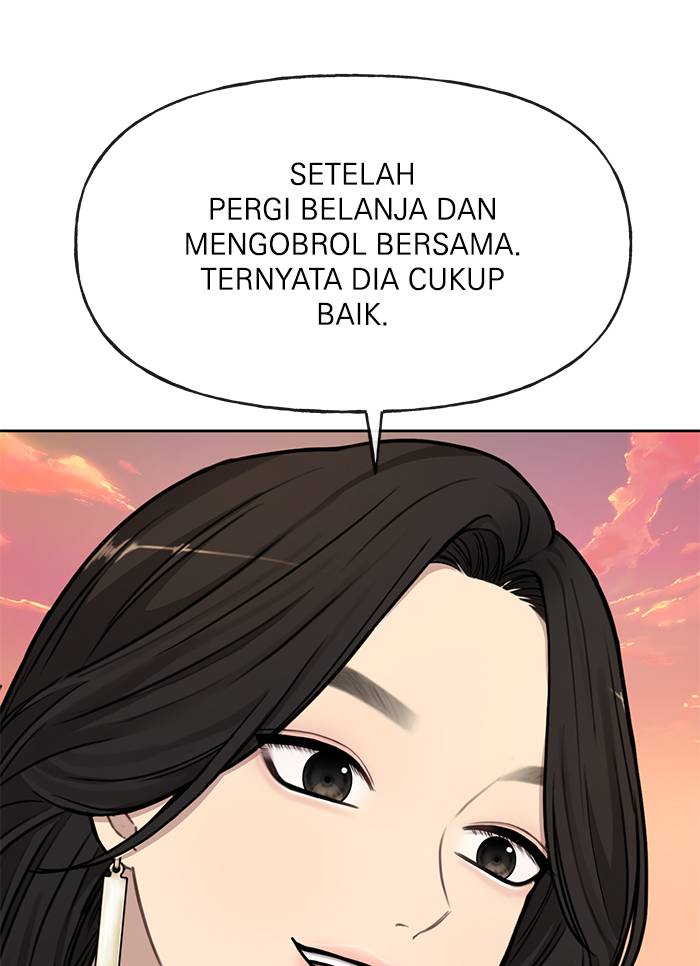 SETELAH
PERGI BELANJA DAN
MENGOBROL BERSAMA.
TERNYATA DIA CUKUP
BAIK.